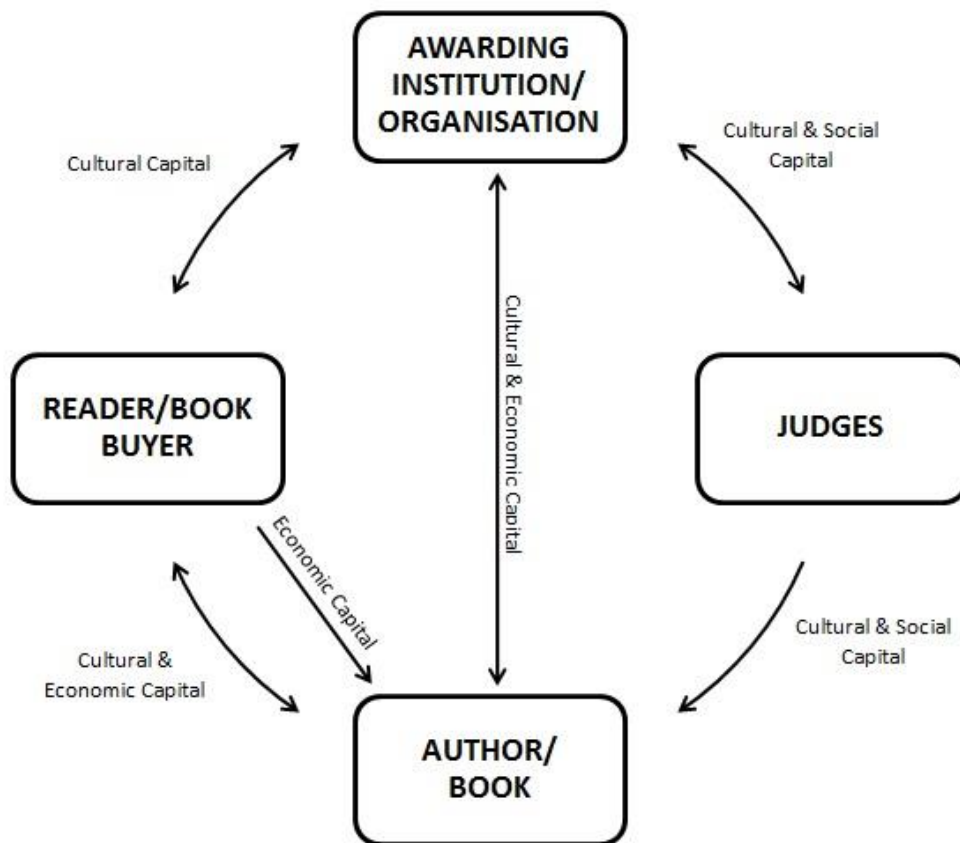 AWARDING
INSTITUTION/
ORGANISATION
Cultural Capital
Cultural & Social
Capital
Cultural & Economic Capital
READER/BOOK
BUYER
JUDGES
Economic Capital
Cultural &
Economic Capital
Cultural & Social
Capital
AUTHOR/
BOOK